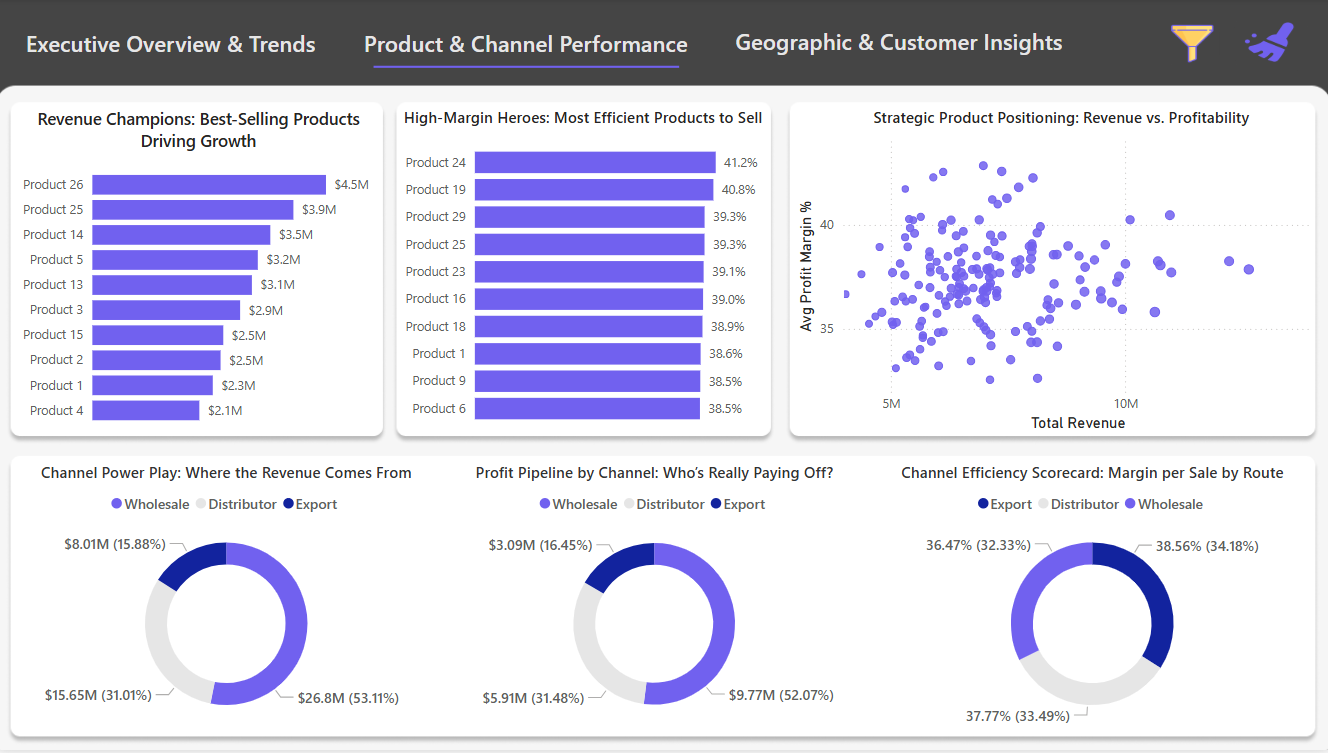 Executive Overview & Trends
Product & Channel Performance
Geographic & Customer Insights
Revenue Champions: Best-Selling Products
Driving Growth
Product 26 $4.5M
Product 25 $3.9M
Product 14 $3.5M
Product 5 $3.2M
Product 13 $3.1M
Product 3 $2.9M
Product 15 $2.5M
Product 2 $2.5M
Product 1 $2.3M
Product 4 $2.1M
High-Margin Heroes: Most Efficient Products to Sell
Product 24 41.2%
Product 19 40.8%
Product 29 39.3%
Product 25 39.3%
Product 23 39.1%
Product 16 39.0%
Product 18 38.9%
Product 1 38.6%
Product 9 38.5%
Product 6 38.5%
Strategic Product Positioning: Revenue vs. Profitability
Avg Profit Margin %
40
35
5M 10M
Total Revenue
Channel Power Play: Where the Revenue Comes From
Wholesale Distributor Export
$8.01M (15.88%)
$15.65M (31.01%)
$26.8M (53.11%)
Profit Pipeline by Channel: Who's Really Paying Off?
Wholesale Distributor Export
$3.09M (16.45%)
$5.91M (31.48%)
$9.77M (52.07%)
Channel Efficiency Scorecard: Margin per Sale by Route
Export Distributor Wholesale
36.47% (32.33%)
38.56% (34.18%)
37.77% (33.49%)